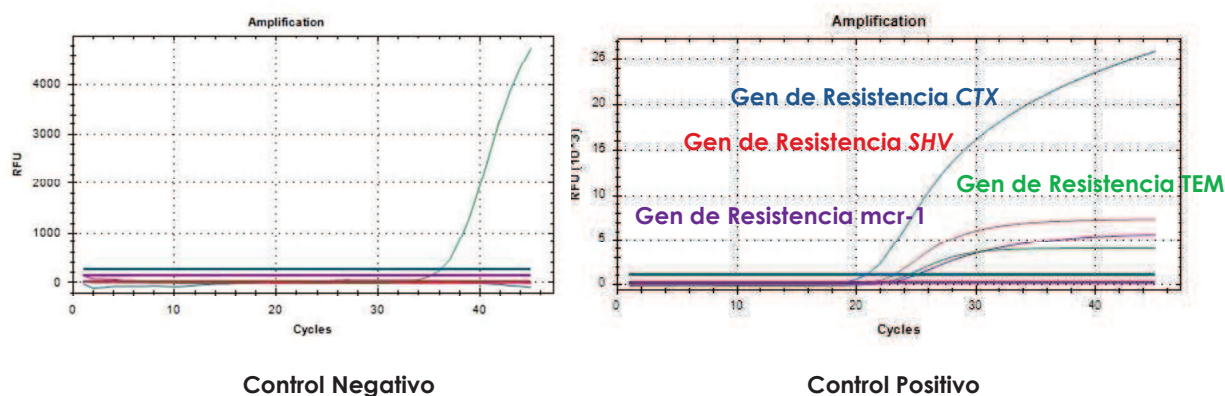 Amplification
4000
3000
2000
1000
0
RFU
0
10
20
30
40
Cycles
Control Negativo
Amplification
25
20
15
10
5
0
RFU [10^3]
Gen de Resistencia CTX
Gen de Resistencia SHV
Gen de Resistencia TEM
Gen de Resistencia mcr-1
0
10
20
30
40
Cycles
Control Positivo